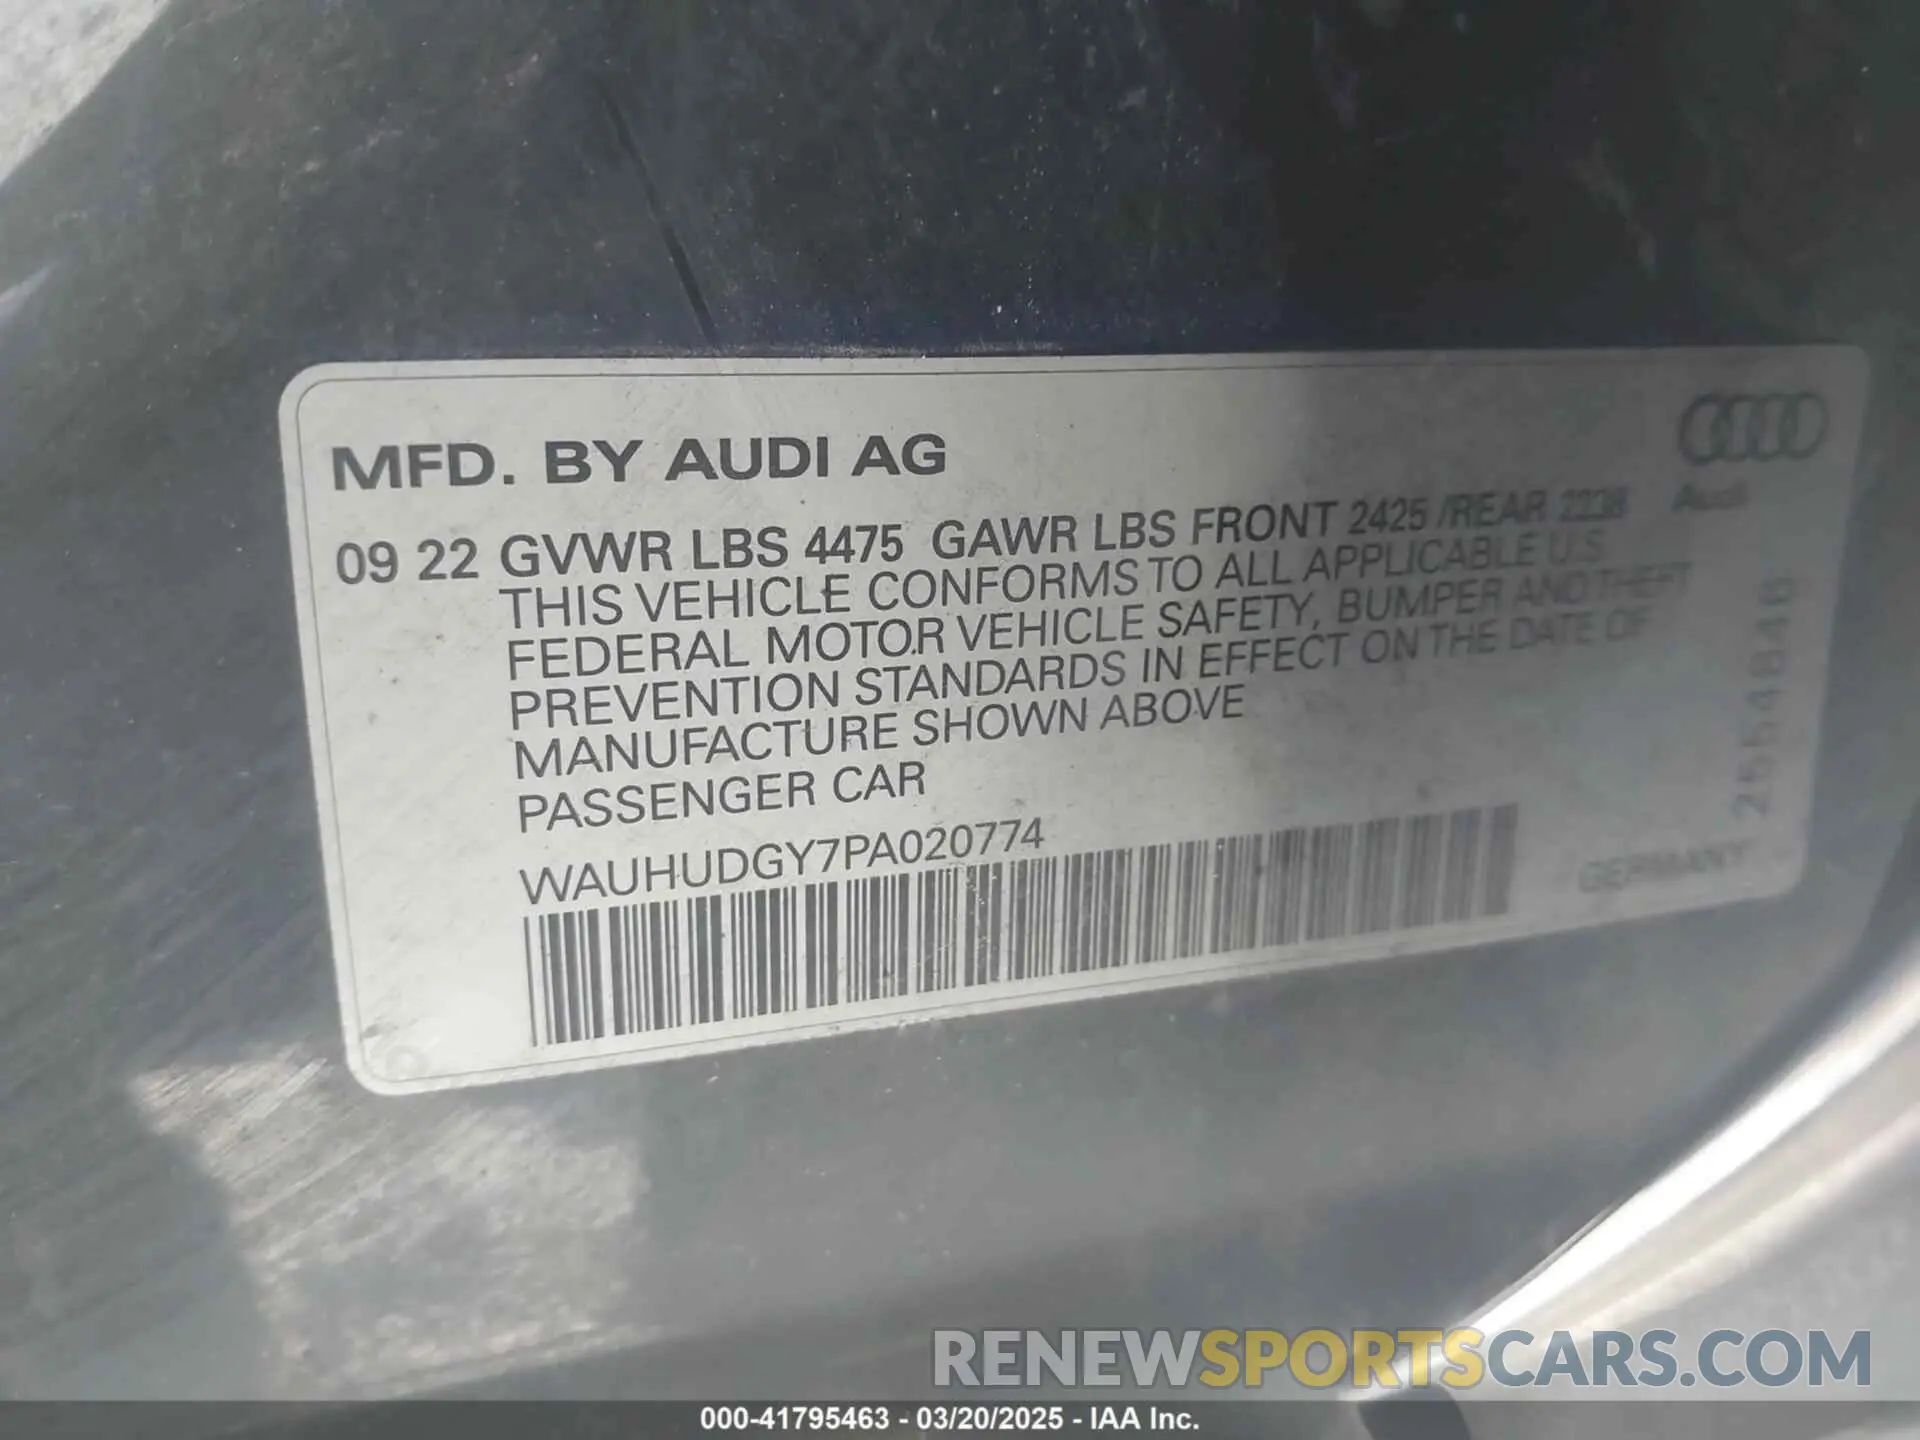 MFD. BY AUDI AG
Audi
09 22 GVWR LBS 4475 GAWR LBS FRONT 2425 /REAR
THIS VEHICLE CONFORMS TO ALL APPLICABLE U.S
FEDERAL MOTOR VEHICLE SAFETY, BUMPER AND THEFT
PREVENTION STANDARDS IN EFFECT ON THE DATE OF
MANUFACTURE SHOWN ABOVE
PASSENGER CAR
WAUHUDGY7PA020774
GERMANY
RENEWSPORTSCARS.COM
000-41795463 - 03/20/2025 - IAA Inc.